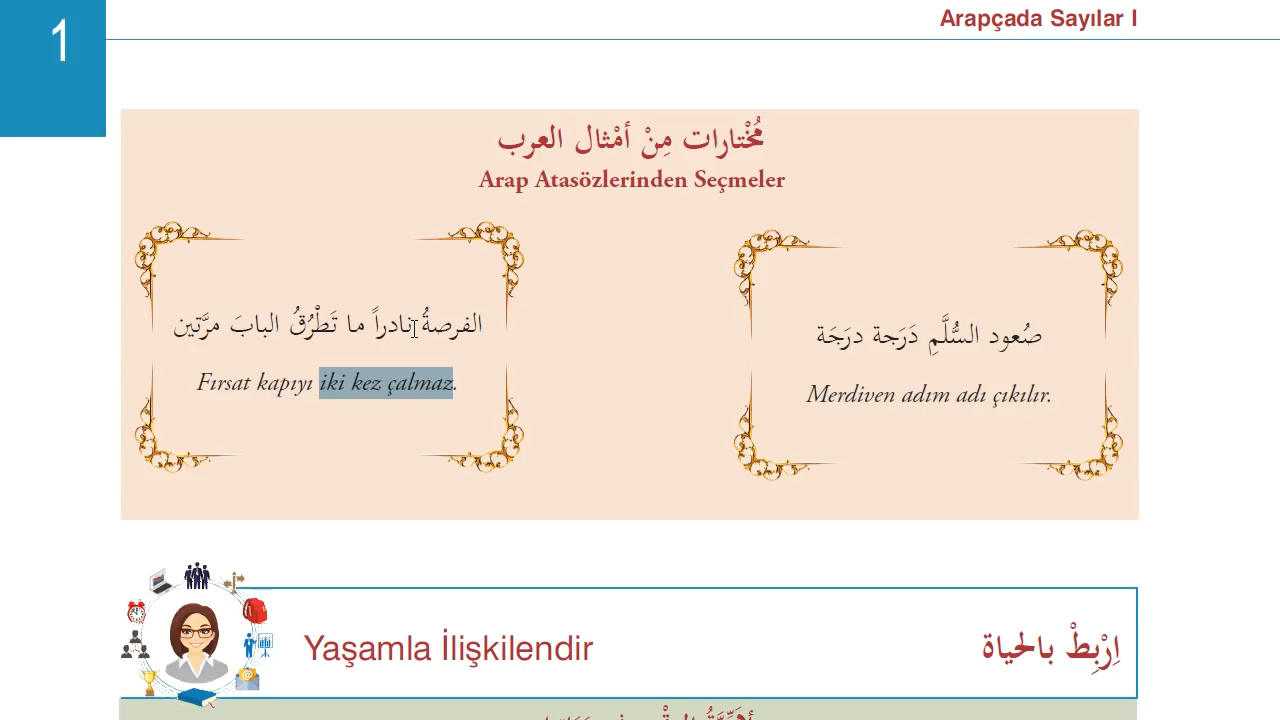 1
Arapçada Sayılar I
مُخْتارات مِنْ أمْثال العرب
Arap Atasözlerinden Seçmeler
الفرصةُ نادراً ما تَطْرُقُ البابَ مرَّتين
Fırsat kapıyı iki kez çalmaz.
صُعود السُّلَّمِ دَرَجة درَجَة
Merdiven adım adı çıkılır.
Yaşamla İlişkilendir
اِرْبِطْ بالحياة